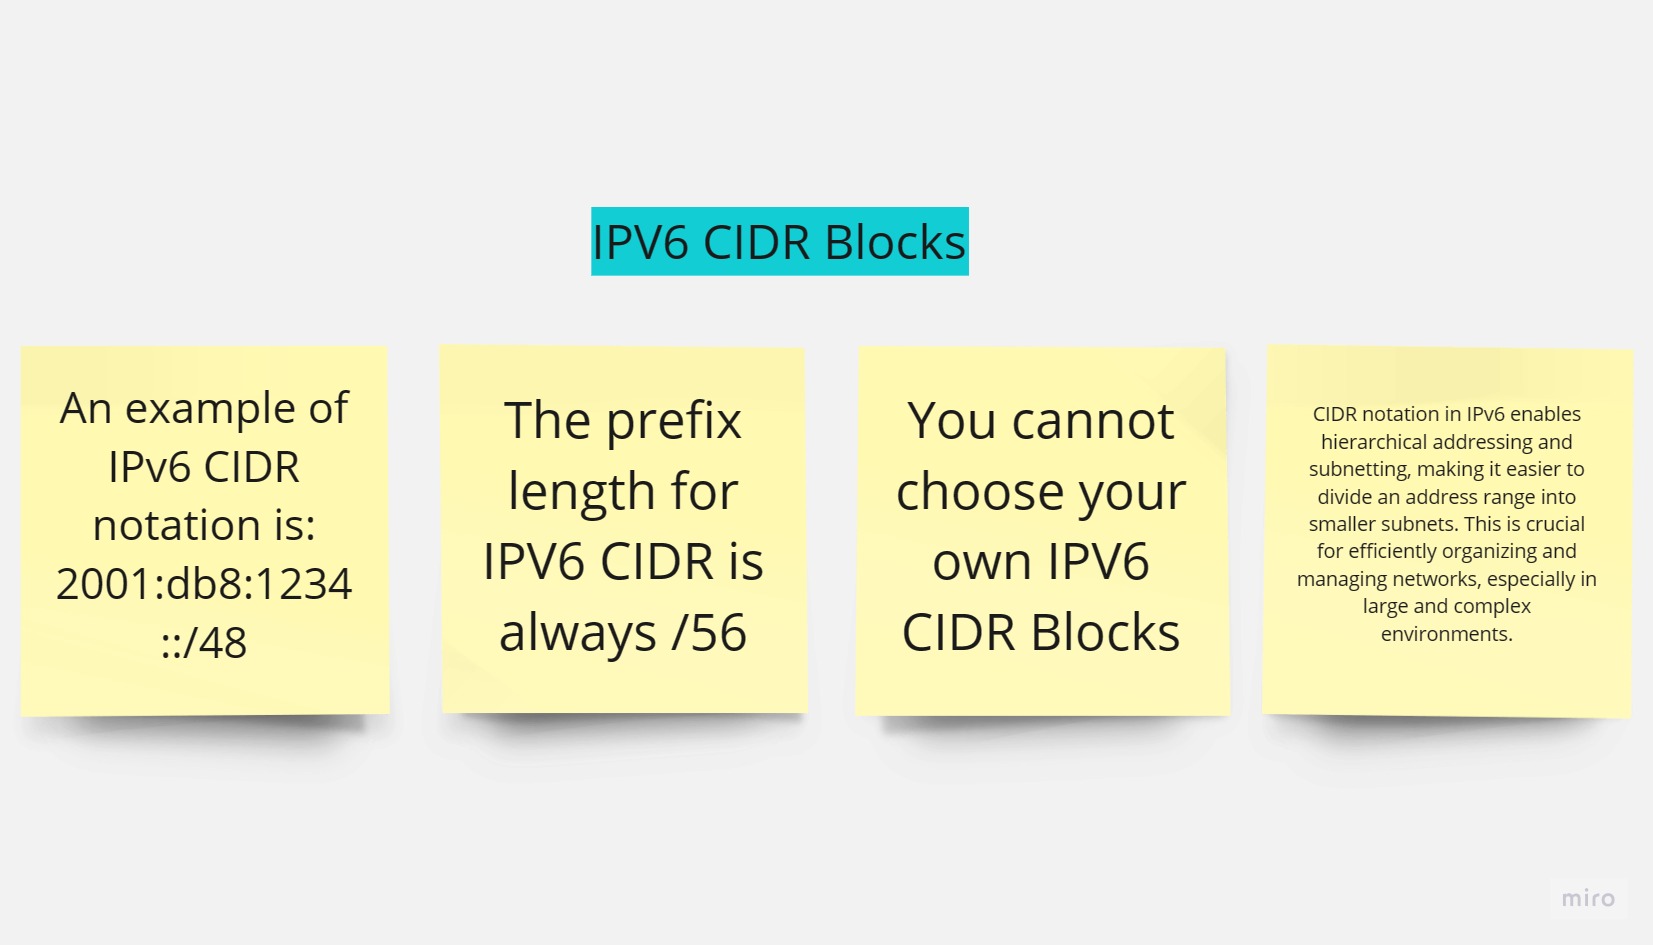 IPV6 CIDR Blocks
An example of
IPv6 CIDR
notation is:
2001:db8:1234
::/48
The prefix
length for
IPV6 CIDR is
always /56
You cannot
choose your
own IPV6
CIDR Blocks
CIDR notation in IPv6 enables
hierarchical addressing and
subnetting, making it easier to
divide an address range into
smaller subnets. This is crucial
for efficiently organizing and
managing networks, especially in
large and complex
environments.
miro